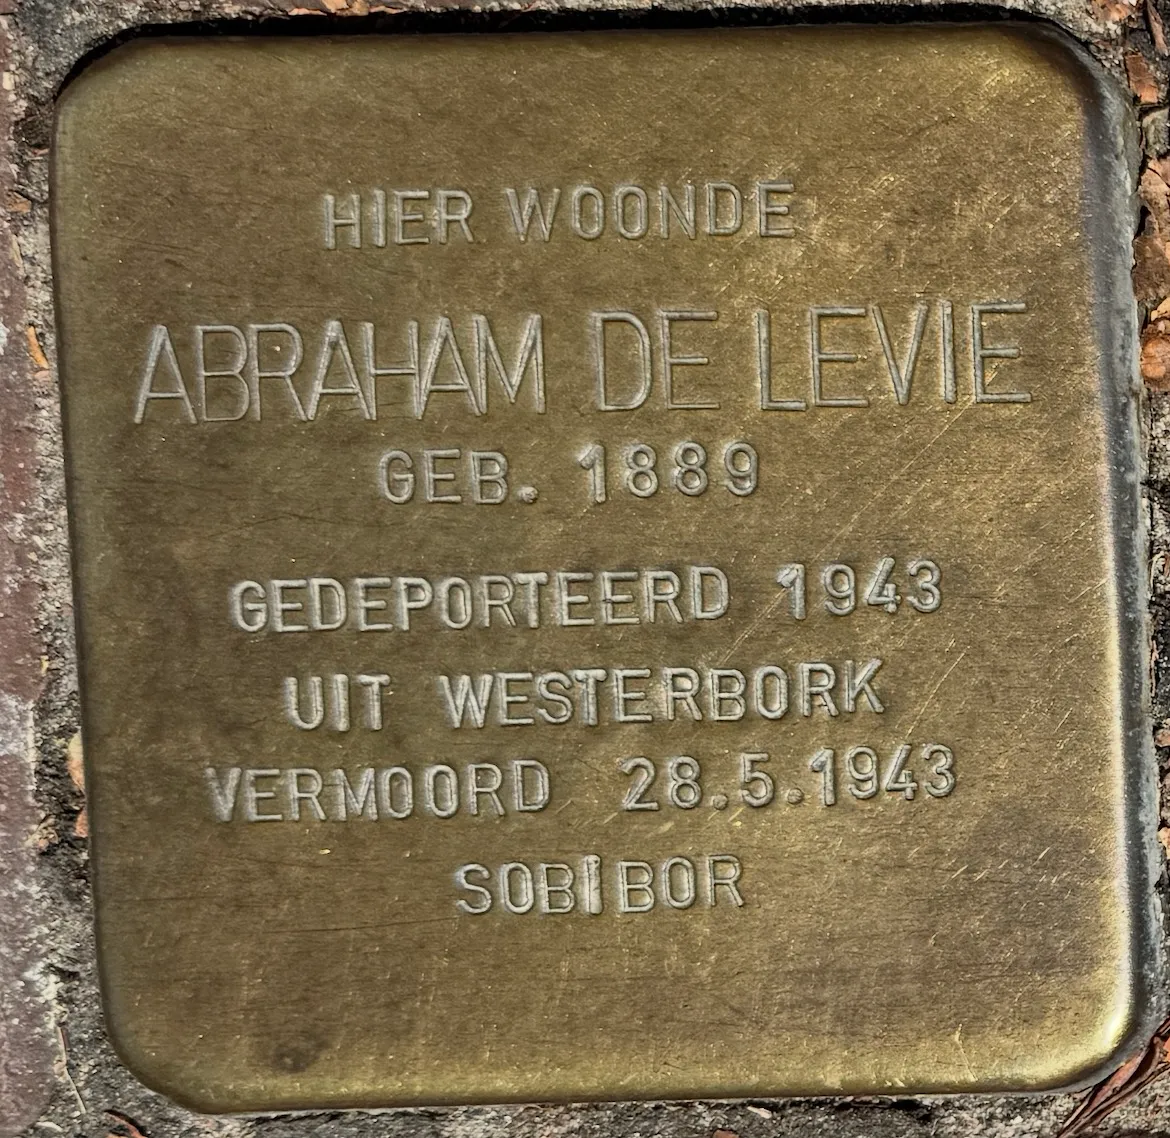 HIER WOONDE
ABRAHAM DE LEVIE
GEB. 1889
GEDEPORTEERD 1943
UIT WESTERBORK
VERMOORD 28.5.1943
SOBIBOR